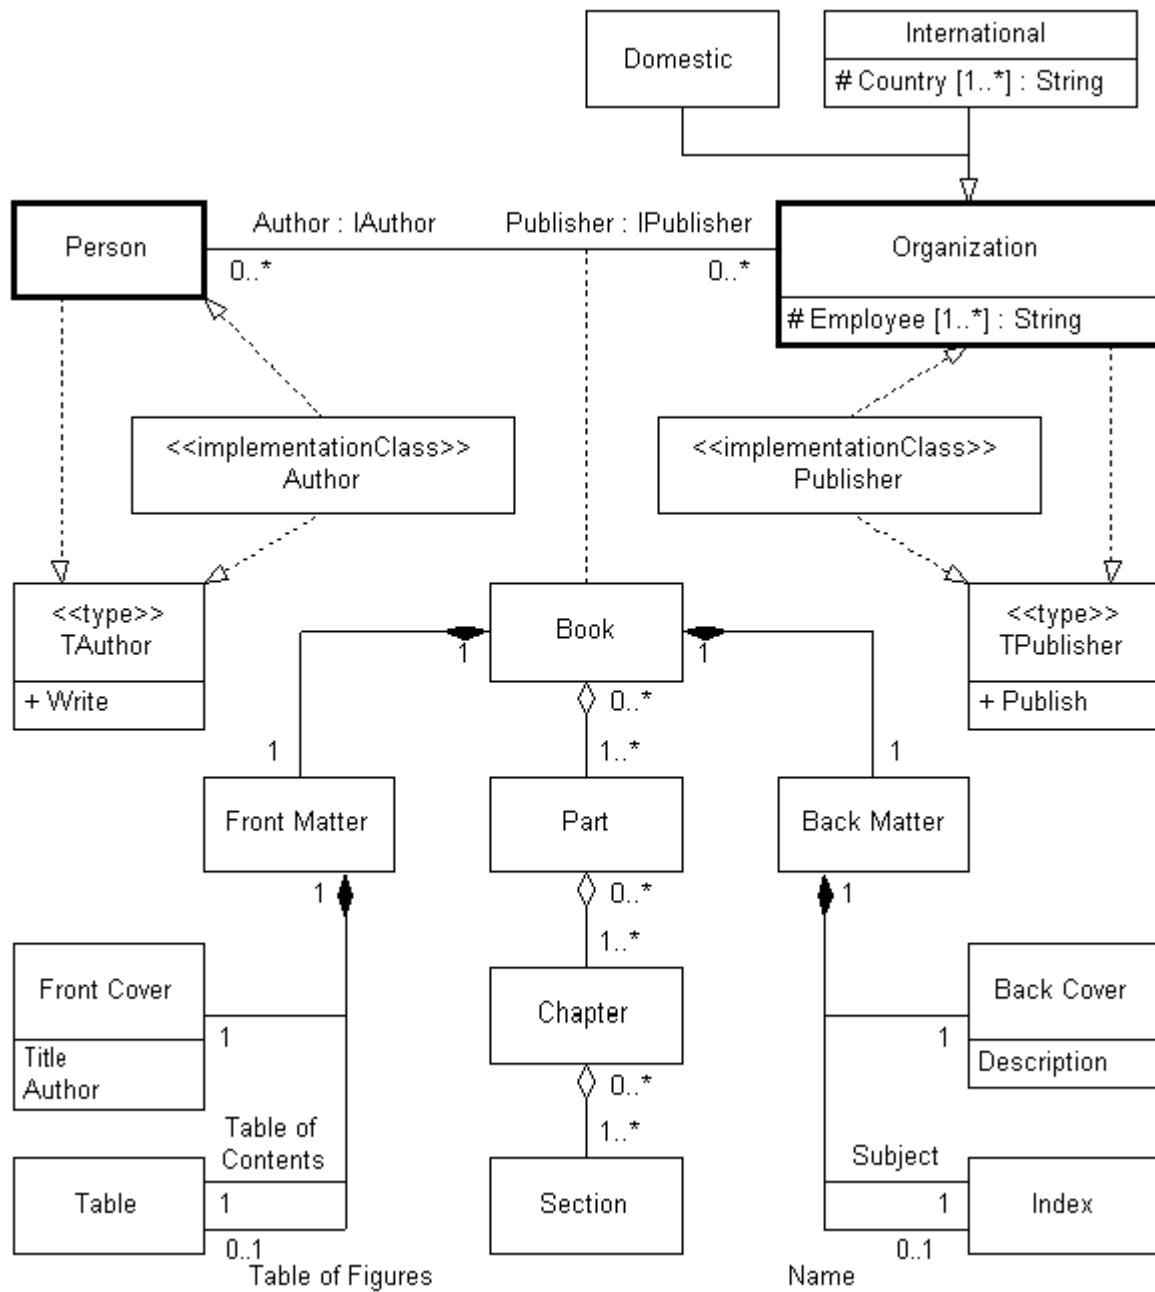 Domestic
International
# Country [1..*] : String
Person
Author : IAuthor
Publisher : IPublisher
0..*
0..*
Organization
# Employee [1..*] : String
<<implementationClass>>
Author
<<implementationClass>>
Publisher
<<type>>
TAuthor
+ Write
Book
1
1
<<type>>
TPublisher
+ Publish
0..*
1
1..*
1
Front Matter
Part
Back Matter
1
0..*
1
1..*
Front Cover
Title
Author
1
Chapter
1
Back Cover
Description
0..*
1..*
Table of
Contents
Subject
Table
1
0..1
Table of Figures
Section
1
0..1
Name
Index